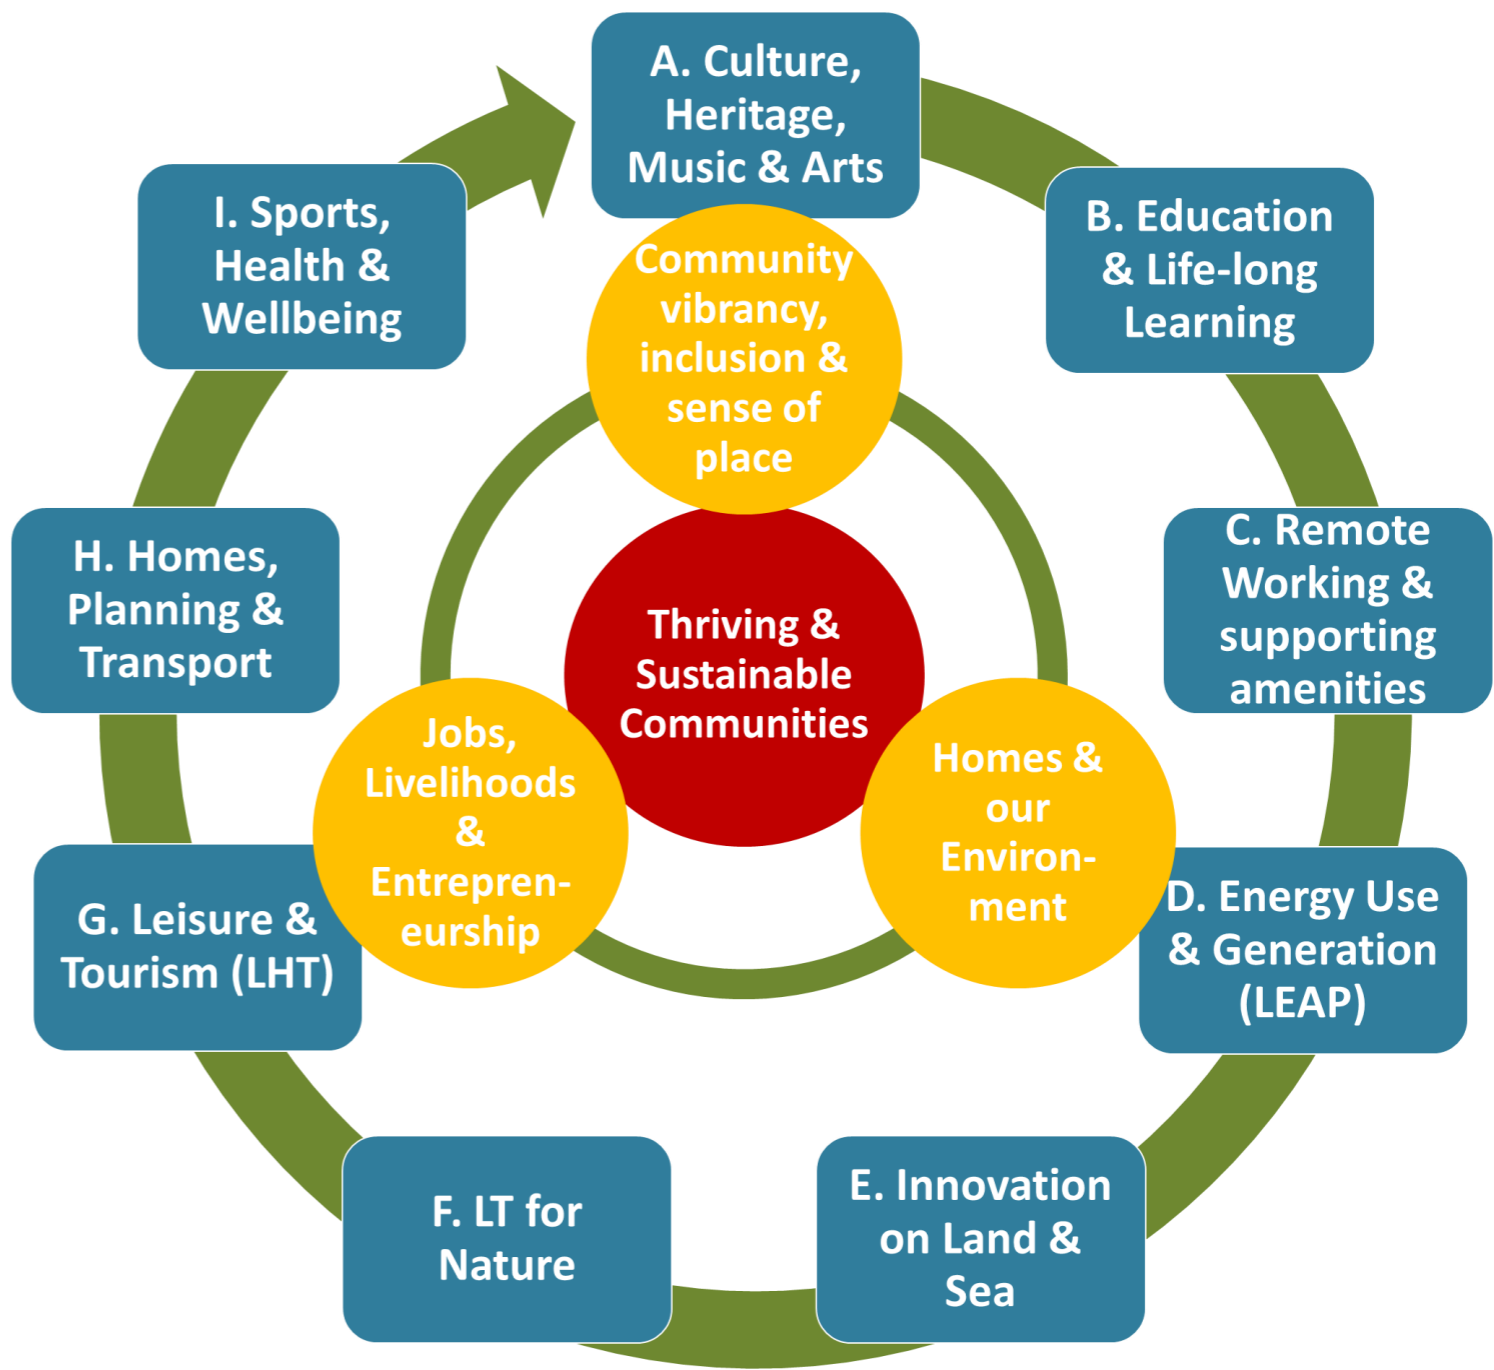 A. Culture,
Heritage,
Music & Arts
B. Education
& Life-long
Learning
C. Remote
Working &
supporting
amenities
D. Energy Use
& Generation
(LEAP)
E. Innovation
on Land &
Sea
F. LT for
Nature
G. Leisure &
Tourism (LHT)
H. Homes,
Planning &
Transport
I. Sports,
Health &
Wellbeing
Community
vibrancy,
inclusion &
sense of
place
Homes &
our
Environ-
ment
Jobs,
Livelihoods
&
Entrepren-
eurship
Thriving &
Sustainable
Communities